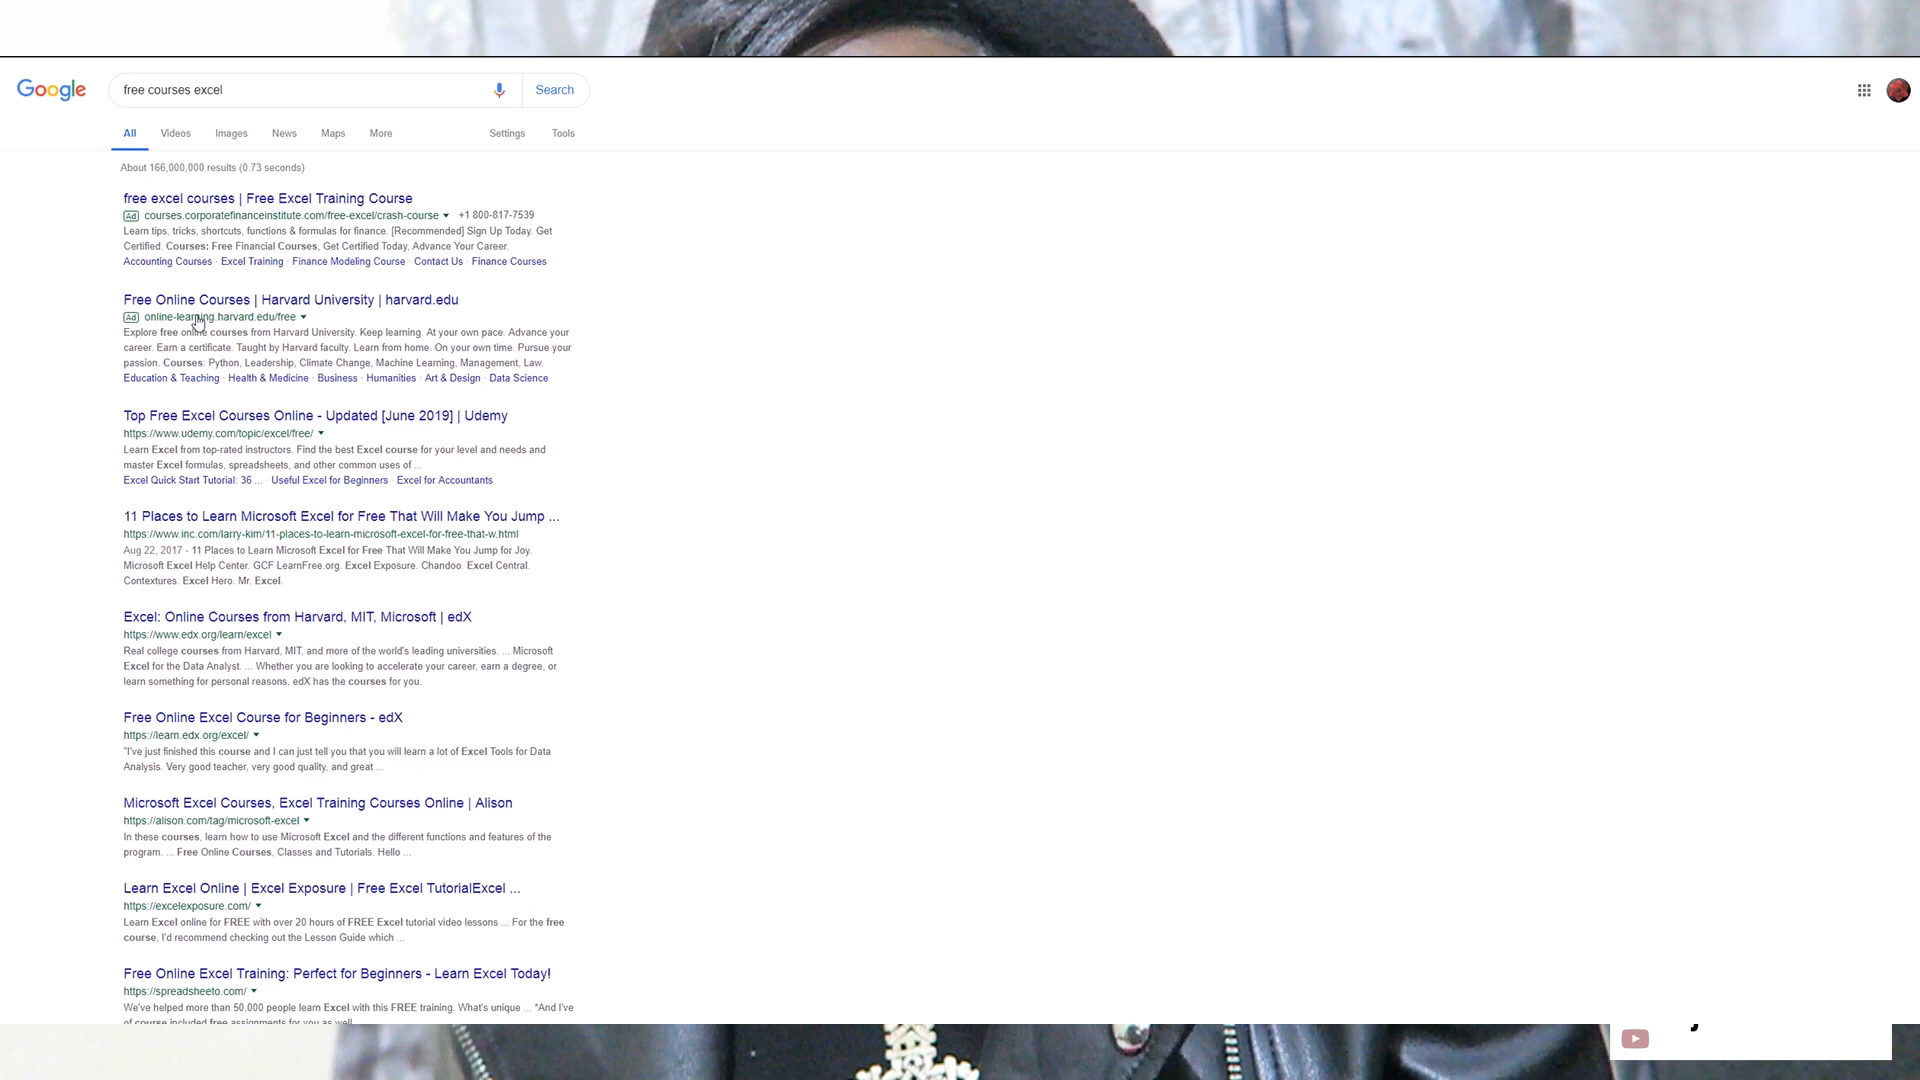 Google
free courses excel
Search
All Videos Images News Maps More Settings Tools
About 166,000,000 results (0.73 seconds)
free excel courses | Free Excel Training Course
Ad courses.corporatefinanceinstitute.com/free-excel/crash-course +1 800-817-7539
Learn tips, tricks, shortcuts, functions & formulas for finance. [Recommended] Sign Up Today. Get
Certified. Courses: Free Financial Courses, Get Certified Today, Advance Your Career.
Accounting Courses · Excel Training · Finance Modeling Course · Contact Us · Finance Courses
Free Online Courses | Harvard University | harvard.edu
Ad online-learning.harvard.edu/free
Explore free online courses from Harvard University. Keep learning. At your own pace. Advance your
career. Earn a certificate. Taught by Harvard faculty. Learn from home. On your own time. Pursue your
passion. Courses: Python, Leadership, Climate Change, Machine Learning, Management, Law.
Education & Teaching · Health & Medicine · Business · Humanities · Art & Design · Data Science
Top Free Excel Courses Online - Updated [June 2019] | Udemy
https://www.udemy.com/topic/excel/free/
Learn Excel from top-rated instructors. Find the best Excel course for your level and needs and
master Excel formulas, spreadsheets, and other common uses of ...
Excel Quick Start Tutorial: 36 ... · Useful Excel for Beginners · Excel for Accountants
11 Places to Learn Microsoft Excel for Free That Will Make You Jump ...
https://www.inc.com/larry-kim/11-places-to-learn-microsoft-excel-for-free-that-w.html
Aug 22, 2017 - 11 Places to Learn Microsoft Excel for Free That Will Make You Jump for Joy.
Microsoft Excel Help Center. GCF LearnFree.org. Excel Exposure. Chandoo. Excel Central.
Contextures. Excel Hero. Mr. Excel.
Excel: Online Courses from Harvard, MIT, Microsoft | edX
https://www.edx.org/learn/excel
Real college courses from Harvard, MIT, and more of the world's leading universities. ... Microsoft
Excel for the Data Analyst. ... Whether you are looking to accelerate your career, earn a degree, or
learn something for personal reasons, edX has the courses for you.
Free Online Excel Course for Beginners - edX
https://learn.edx.org/excel/
"I've just finished this course and I can just tell you that you will learn a lot of Excel Tools for Data
Analysis. Very good teacher, very good quality, and great ...
Microsoft Excel Courses, Excel Training Courses Online | Alison
https://alison.com/tag/microsoft-excel
In these courses, learn how to use Microsoft Excel and the different functions and features of the
program. ... Free Online Courses, Classes and Tutorials. Hello ...
Learn Excel Online | Excel Exposure | Free Excel TutorialExcel ...
https://excelexposure.com/
Learn Excel online for FREE with over 20 hours of FREE Excel tutorial video lessons ... For the free
course, I'd recommend checking out the Lesson Guide which ...
Free Online Excel Training: Perfect for Beginners - Learn Excel Today!
https://spreadsheeto.com/
We've helped more than 50,000 people learn Excel with this FREE training. What's unique ... *And I've
of course included free assignments for you as well